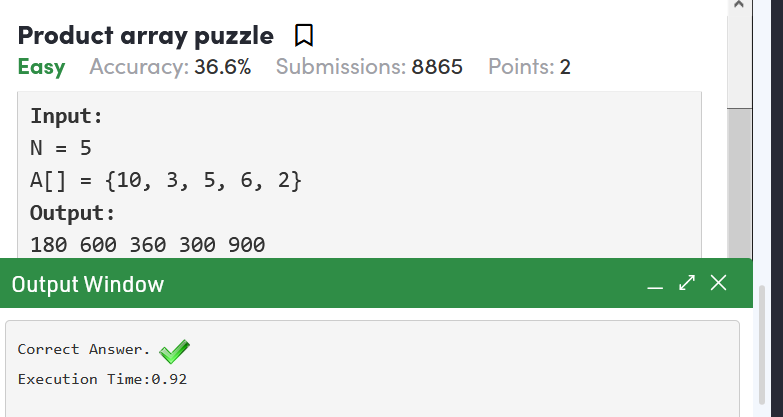 Product array puzzle
Easy Accuracy: 36.6% Submissions: 8865 Points: 2
Input:
N = 5
A[] = {10, 3, 5, 6, 2}
Output:
180 600 360 300 900
Output Window
Correct Answer.
Execution Time:0.92